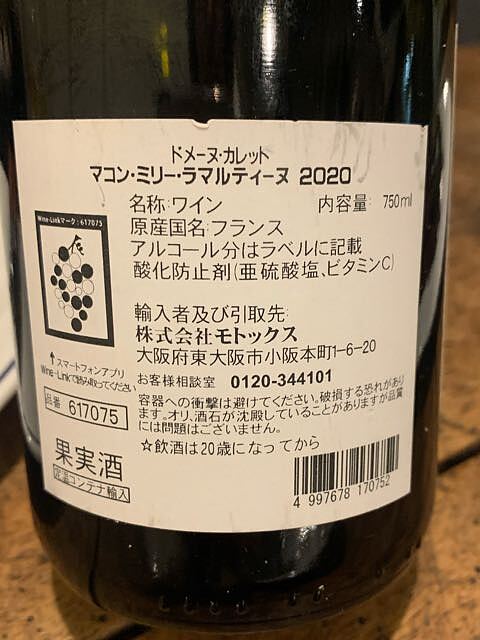 ドメーヌ・カレット
マコン・ミリー・ラマルティーヌ 2020
名称:ワイン 内容量: 750ml
原産国名:フランス
アルコール分はラベルに記載
酸化防止剤(亜硫酸塩、ビタミンC)
Wine-Linkマーク:617075
輸入者及び引取先:
株式会社モトックス
大阪府東大阪市小阪本町1-6-20
↑スマートフォンアプリ
Wine-Linkで読み取ってください
お客様相談室 0120-344101
品番 617075
容器への衝撃は避けてください。破損する恐れがあり
ます。オリ、酒石が沈殿していることがありますが品質
には問題はございません。
☆飲酒は20歳になってから
果実酒
定温コンテナ輸入
4 997678 170752